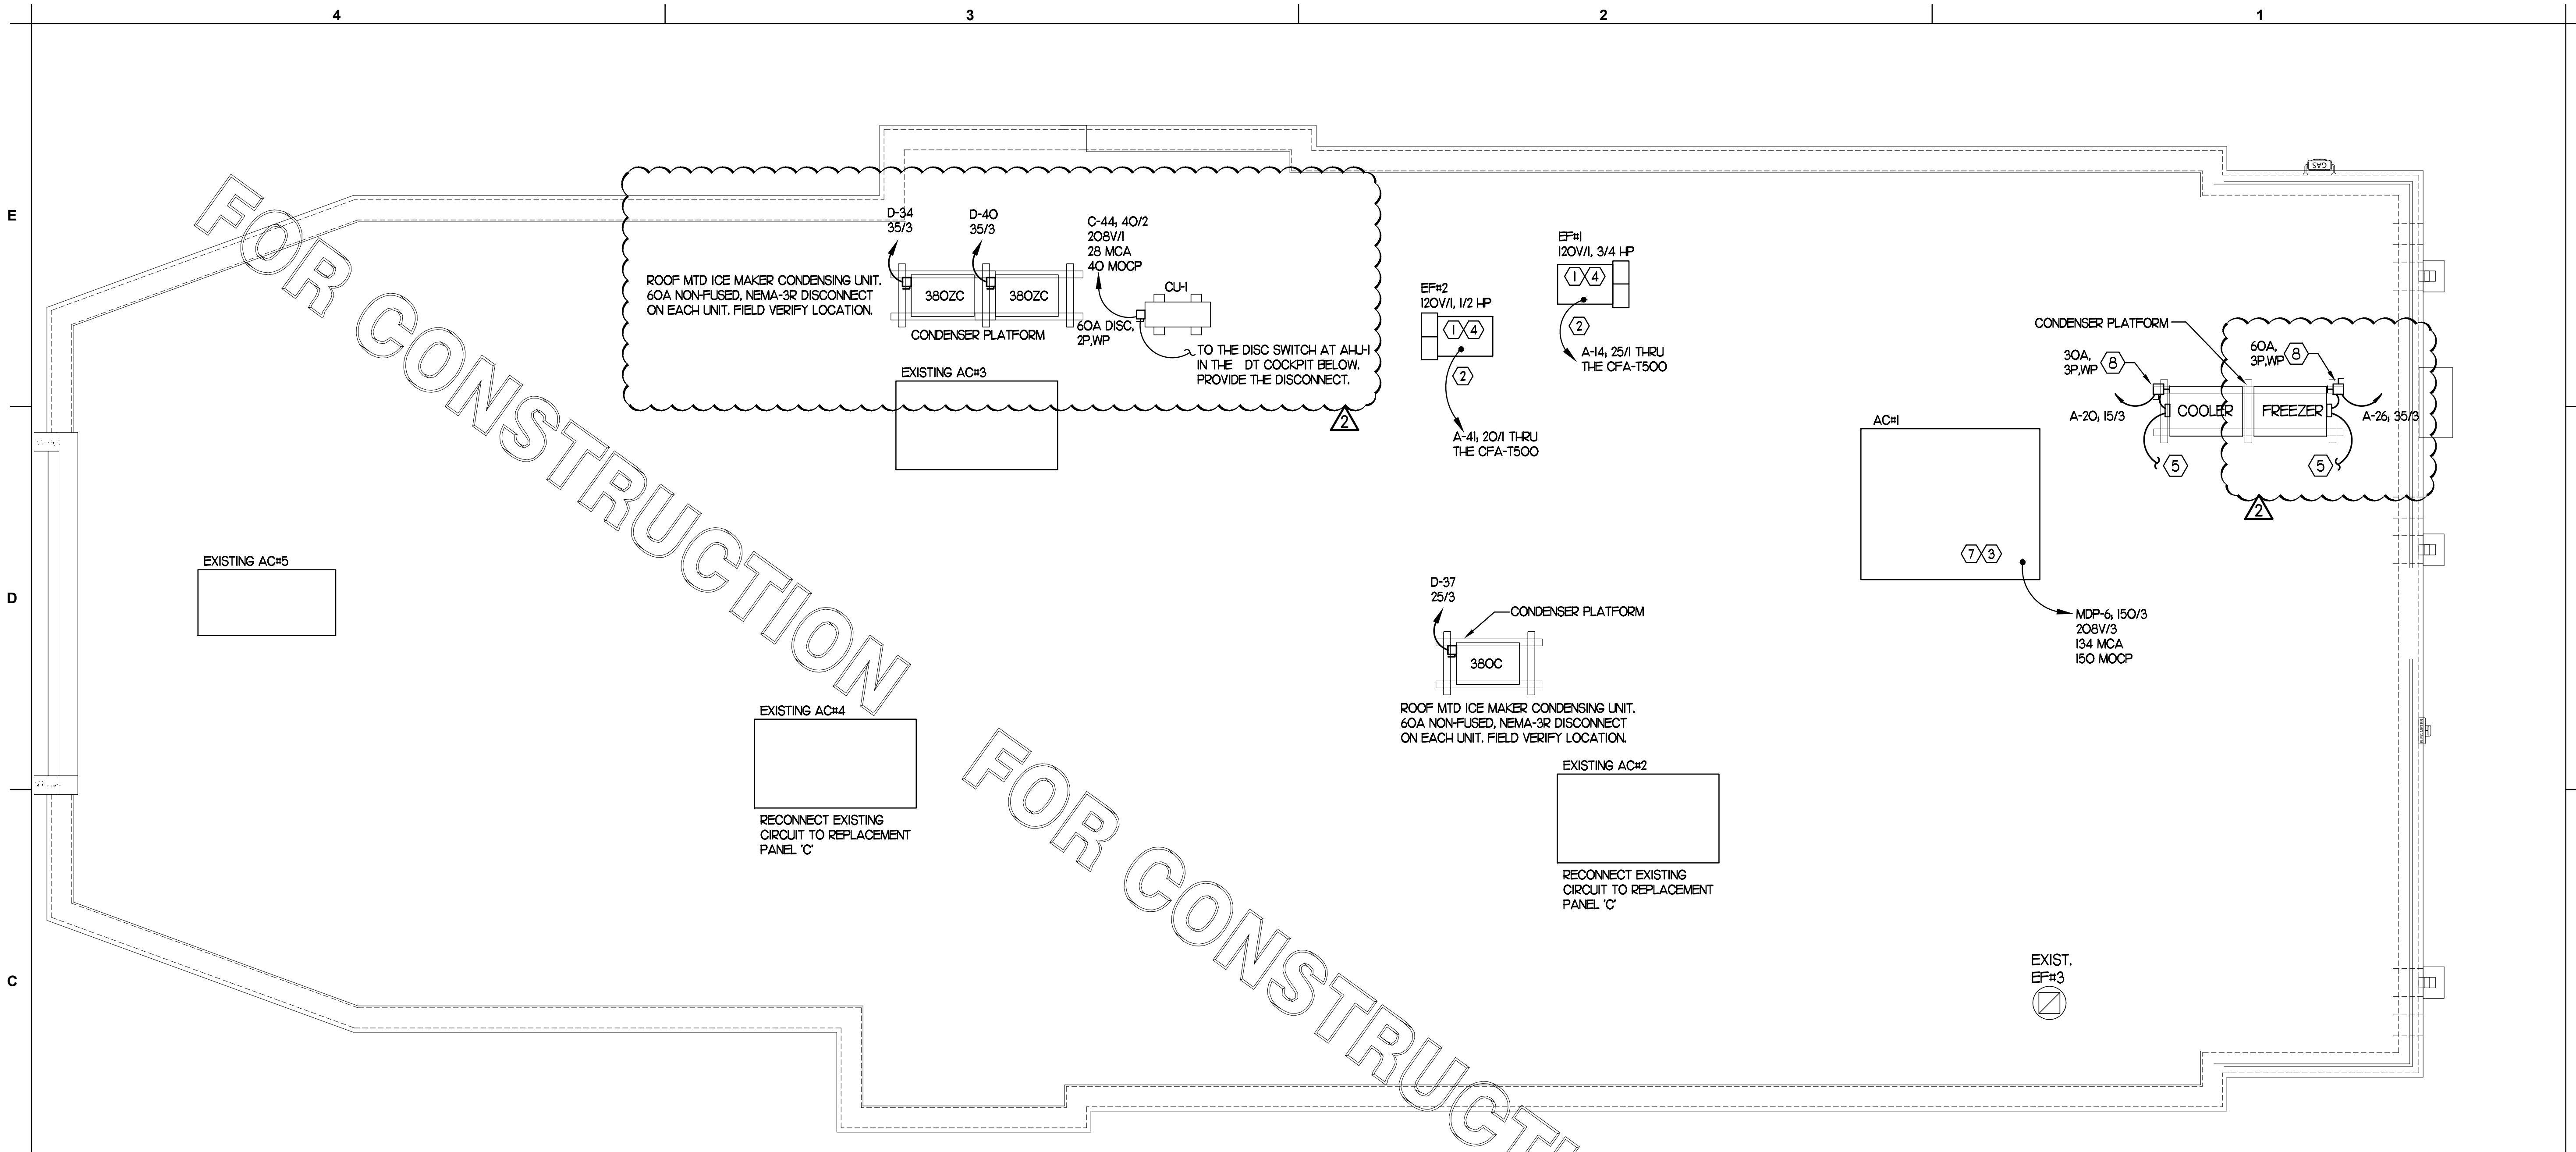 4
3
2
1
E
D
C
FOR CONSTRUCTION
FOR CONSTRUCTI
D-34
35/3
D-40
35/3
C-44, 40/2
208V/1
28 MCA
40 MOCP
ROOF MTD ICE MAKER CONDENSING UNIT.
60A NON-FUSED, NEMA-3R DISCONNECT
ON EACH UNIT. FIELD VERIFY LOCATION.
380ZC
380ZC
CONDENSER PLATFORM
CU-1
60A DISC,
2P,WP
TO THE DISC SWITCH AT AHU-1
IN THE DT COCKPIT BELOW.
PROVIDE THE DISCONNECT.
EXISTING AC#3
2
EF#1
120V/1, 3/4 HP
1 4
2
A-14, 25/1 THRU
THE CFA-T500
EF#2
120V/1, 1/2 HP
1 4
2
A-41, 20/1 THRU
THE CFA-T500
GAS
CONDENSER PLATFORM
30A,
3P,WP
8
60A,
3P,WP
8
COOLER
FREEZER
A-20, 15/3
A-26, 35/3
5
5
2
AC#1
7 3
MDP-6, 150/3
208V/3
134 MCA
150 MOCP
EXISTING AC#5
D-37
25/3
CONDENSER PLATFORM
380C
ROOF MTD ICE MAKER CONDENSING UNIT.
60A NON-FUSED, NEMA-3R DISCONNECT
ON EACH UNIT. FIELD VERIFY LOCATION.
EXISTING AC#4
RECONNECT EXISTING
CIRCUIT TO REPLACEMENT
PANEL 'C'
EXISTING AC#2
RECONNECT EXISTING
CIRCUIT TO REPLACEMENT
PANEL 'C'
EXIST.
EF#3